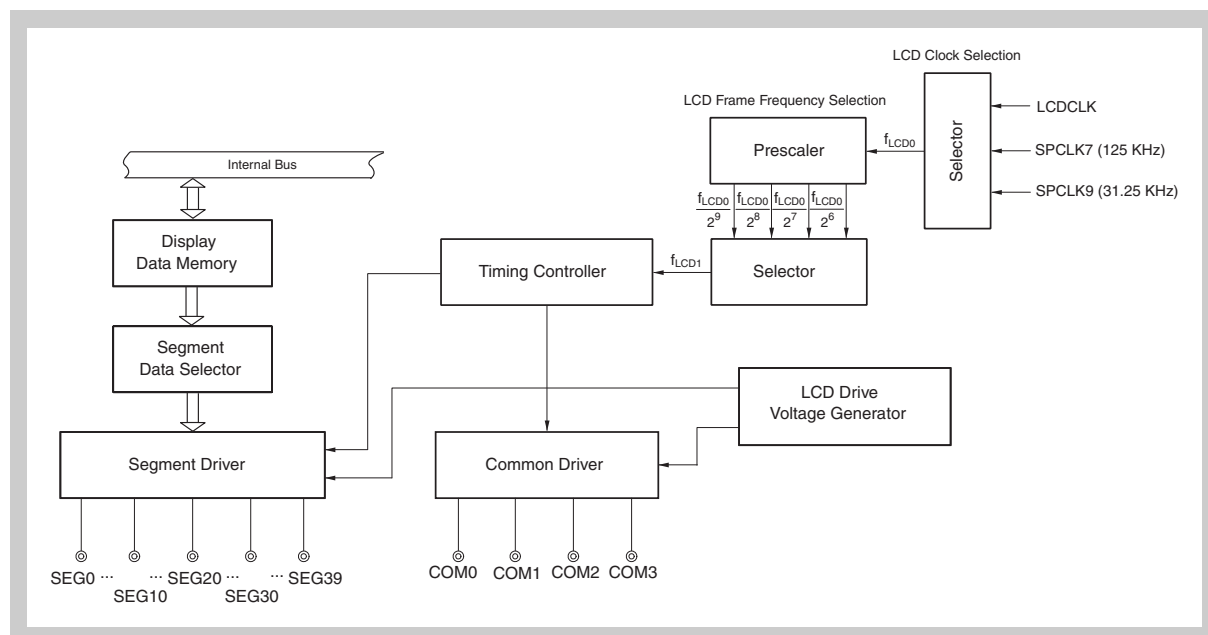 LCD Clock Selection
LCD Frame Frequency Selection
Selector
LCDCLK
SPCLK7 (125 KHz)
SPCLK9 (31.25 KHz)
fLCD0
Prescaler
fLCD0/2^9 fLCD0/2^8 fLCD0/2^7 fLCD0/2^6
Selector
fLCD1
Timing Controller
Internal Bus
Display
Data Memory
Segment
Data Selector
LCD Drive
Voltage Generator
Segment Driver
Common Driver
SEG0 ... ... SEG20 ... ... SEG39
SEG10 SEG30
COM0 COM1 COM2 COM3